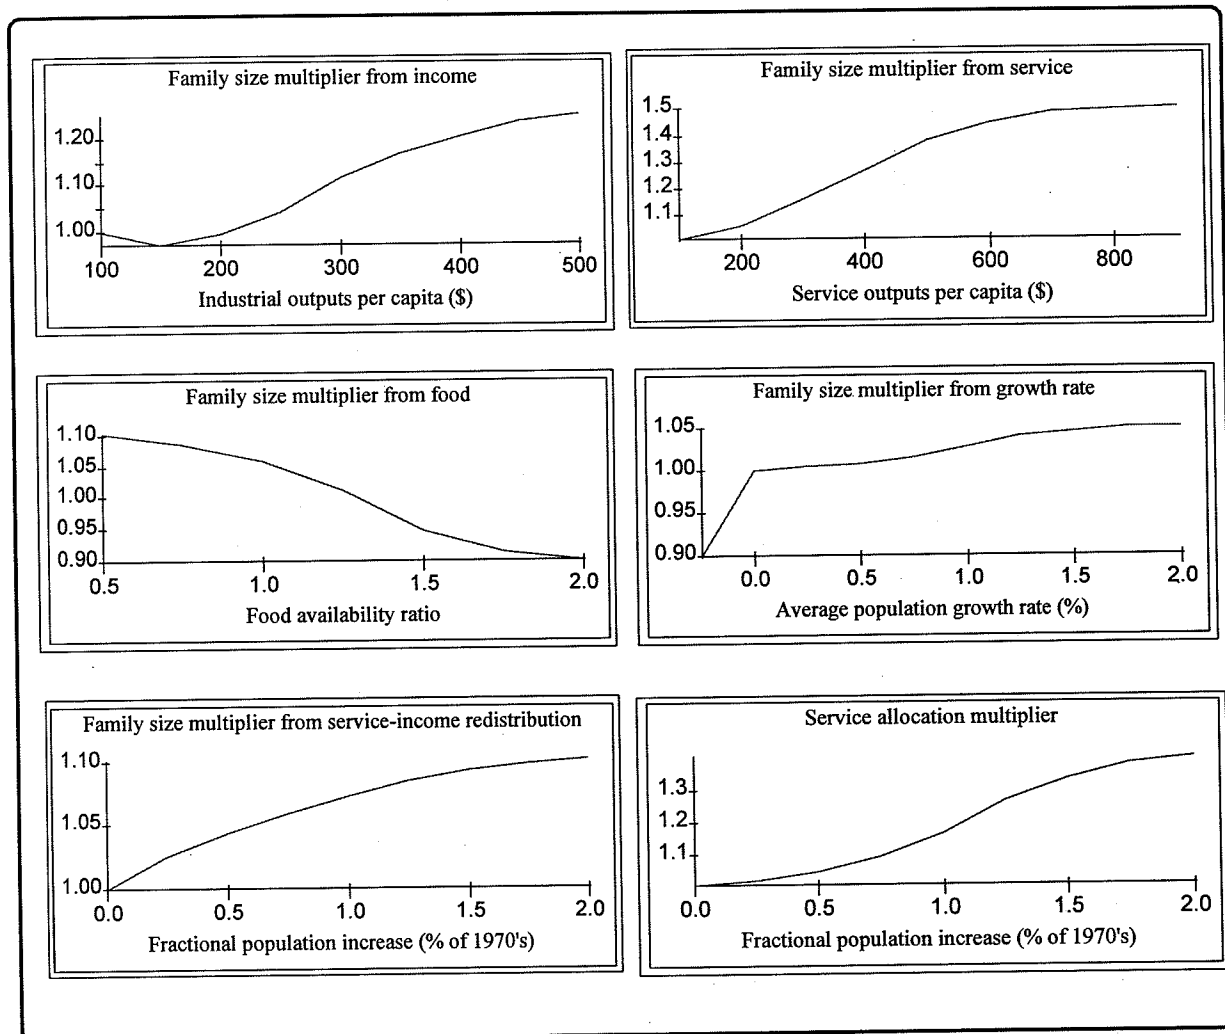 Family size multiplier from income
1.20
1.10
1.00
100 200 300 400 500
Industrial outputs per capita ($)
Family size multiplier from service
1.5
1.4
1.3
1.2
1.1
200 400 600 800
Service outputs per capita ($)
Family size multiplier from food
1.10
1.05
1.00
0.95
0.90
0.5 1.0 1.5 2.0
Food availability ratio
Family size multiplier from growth rate
1.05
1.00
0.95
0.90
0.0 0.5 1.0 1.5 2.0
Average population growth rate (%)
Family size multiplier from service-income redistribution
1.10
1.05
1.00
0.0 0.5 1.0 1.5 2.0
Fractional population increase (% of 1970's)
Service allocation multiplier
1.3
1.2
1.1
0.0 0.5 1.0 1.5 2.0
Fractional population increase (% of 1970's)